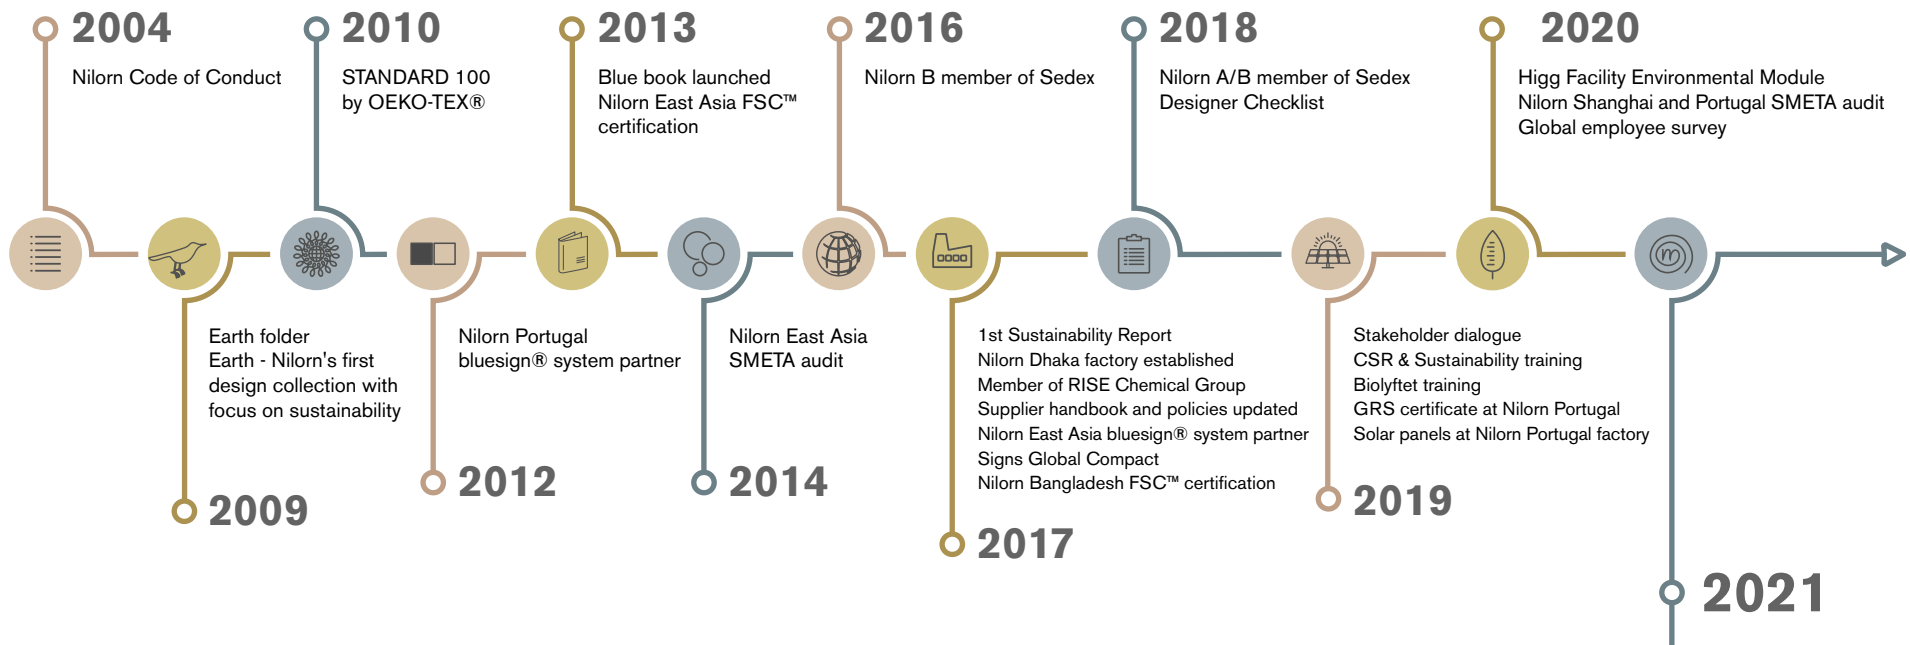 2004
Nilorn Code of Conduct
2009
Earth folder
Earth - Nilorn's first
design collection with
focus on sustainability
2010
STANDARD 100
by OEKO-TEX®
2012
Nilorn Portugal
bluesign® system partner
2013
Blue book launched
Nilorn East Asia FSC™
certification
2014
Nilorn East Asia
SMETA audit
2016
Nilorn B member of Sedex
2017
1st Sustainability Report
Nilorn Dhaka factory established
Member of RISE Chemical Group
Supplier handbook and policies updated
Nilorn East Asia bluesign® system partner
Signs Global Compact
Nilorn Bangladesh FSC™ certification
2018
Nilorn A/B member of Sedex
Designer Checklist
2019
Stakeholder dialogue
CSR & Sustainability training
Biolyftet training
GRS certificate at Nilorn Portugal
Solar panels at Nilorn Portugal factory
2020
Higg Facility Environmental Module
Nilorn Shanghai and Portugal SMETA audit
Global employee survey
m
2021